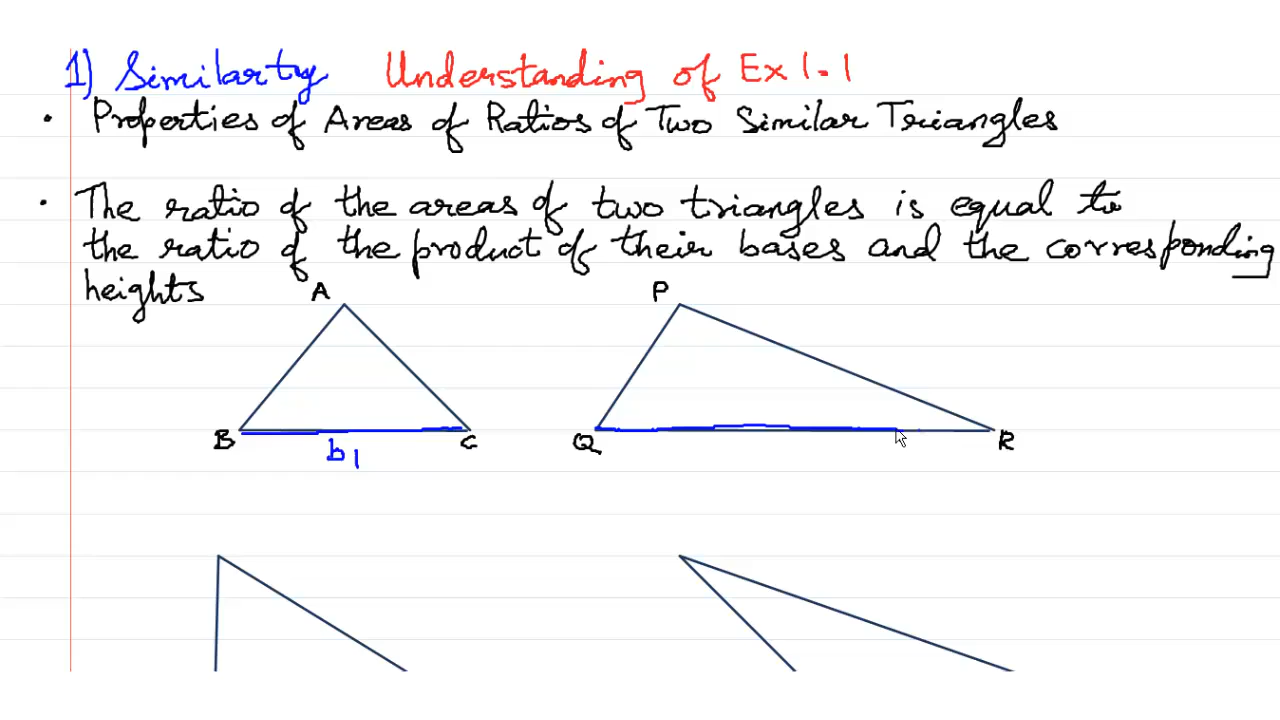 1) Similarty Understanding of Ex 1.1
• Properties of Areas of Ratios of Two Similar Triangles
• The ratio of the areas of two triangles is equal to
the ratio of the product of their bases and the corresponding
heights
A P
B C Q R
b1